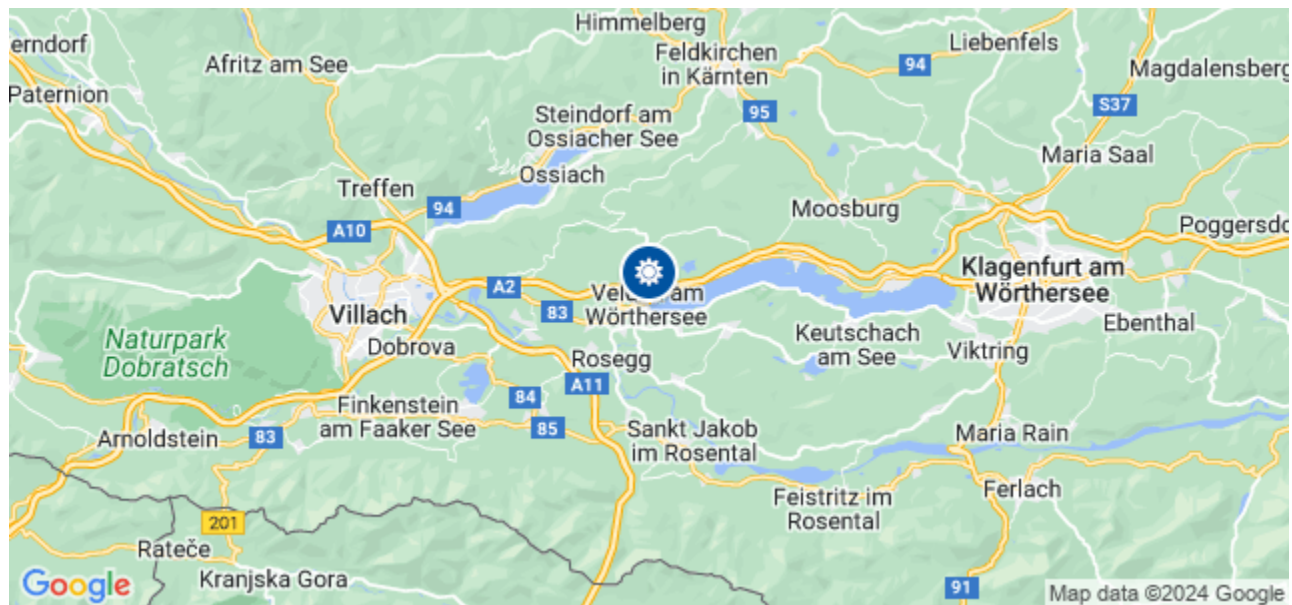 Himmelberg
erndorf
Liebenfels
Afritz am See
Feldkirchen
in Kärnten
94
Magdalensberg
Paternion
S37
95
Steindorf am
Ossiacher See
Maria Saal
Ossiach
Treffen
94
Moosburg
A10
Poggersdo
Klagenfurt am
Wörthersee
A2
Villach
83
am
Wörthersee
Ebenthal
Naturpark
Dobratsch
Keutschach
am See
Dobrova
Rosegg
Viktring
A11
84
Finkenstein
am Faaker See
85
Arnoldstein
83
Sankt Jakob
im Rosental
Maria Rain
Feistritz im
Rosental
Ferlach
201
Rateče
Kranjska Gora
Google
91
Map data ©2024 Google